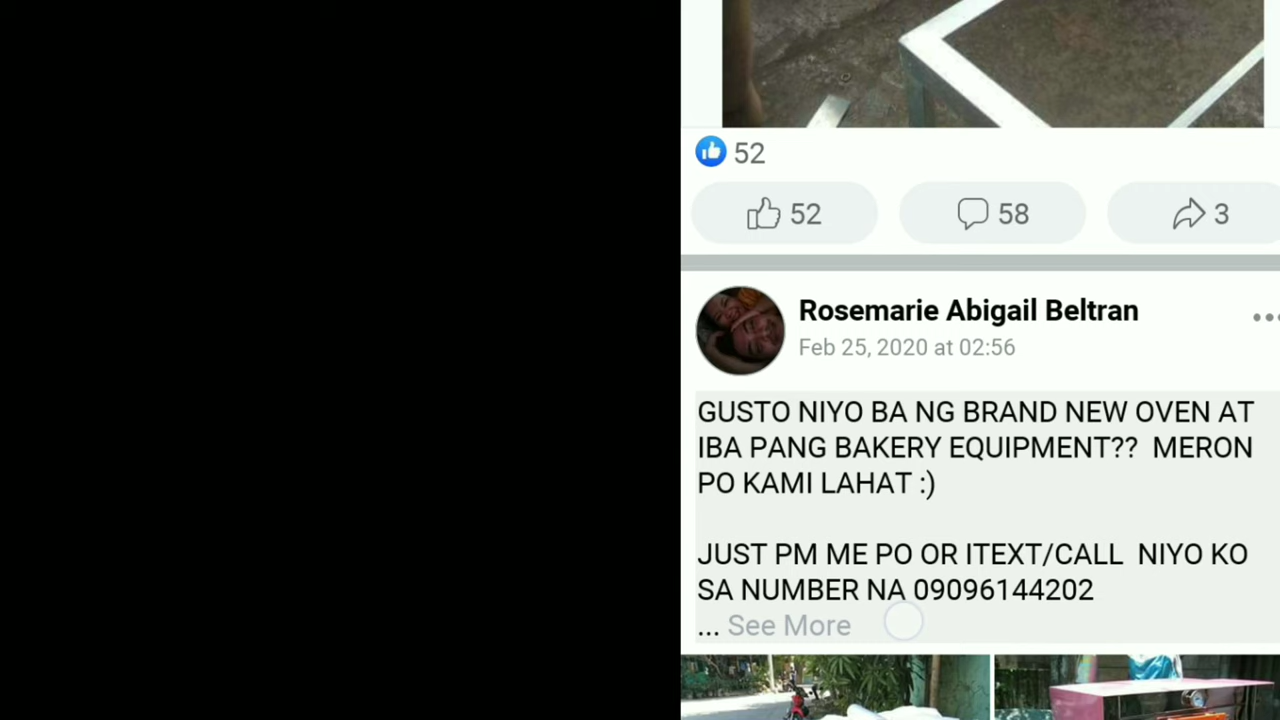 52
52 58 3
Rosemarie Abigail Beltran
Feb 25, 2020 at 02:56
GUSTO NIYO BA NG BRAND NEW OVEN AT
IBA PANG BAKERY EQUIPMENT??  MERON
PO KAMI LAHAT :)
JUST PM ME PO OR ITEXT/CALL  NIYO KO
SA NUMBER NA 09096144202
... See More